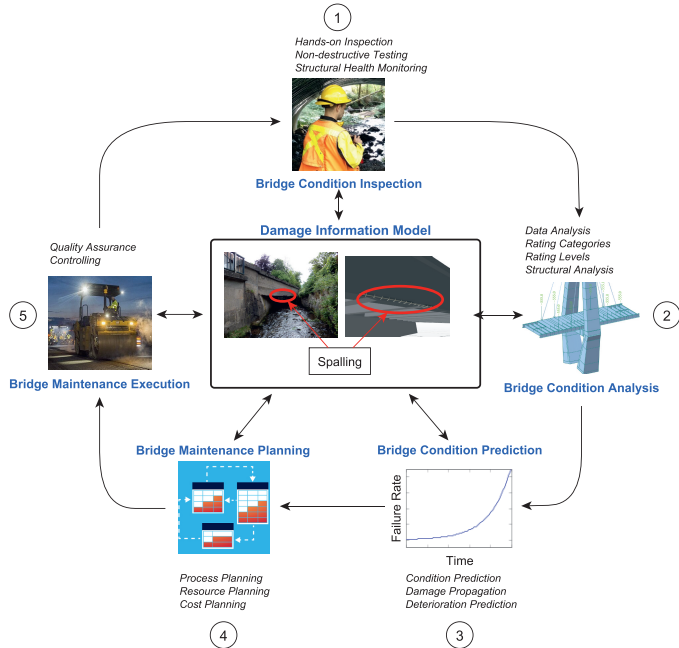 1
Hands-on Inspection
Non-destructive Testing
Structural Health Monitoring
Bridge Condition Inspection
Damage Information Model
Spalling
Data Analysis
Rating Categories
Rating Levels
Structural Analysis
2
Bridge Condition Analysis
Quality Assurance
Controlling
5
Bridge Maintenance Execution
Bridge Maintenance Planning
Process Planning
Resource Planning
Cost Planning
4
Bridge Condition Prediction
Failure Rate
Time
Condition Prediction
Damage Propagation
Deterioration Prediction
3